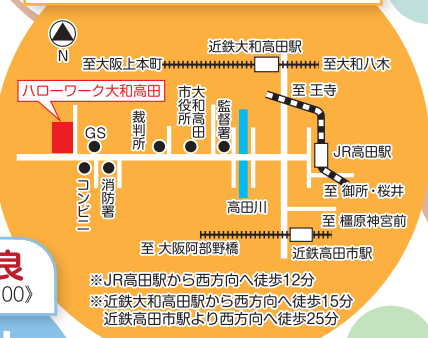 近鉄大和高田駅
N
至大阪上本町
至大和八木
ハローワーク大和高田
至 王寺
裁判所
大和高田
市役所
監督署
GS
JR高田駅
コンビニ
消防署
高田川
至 御所・桜井
至 橿原神宮前
至 大阪阿部野橋
近鉄高田市駅
良
00》
※JR高田駅から西方向へ徒歩12分
※近鉄大和高田駅から西方向へ徒歩15分
近鉄高田市駅より西方向へ徒歩25分